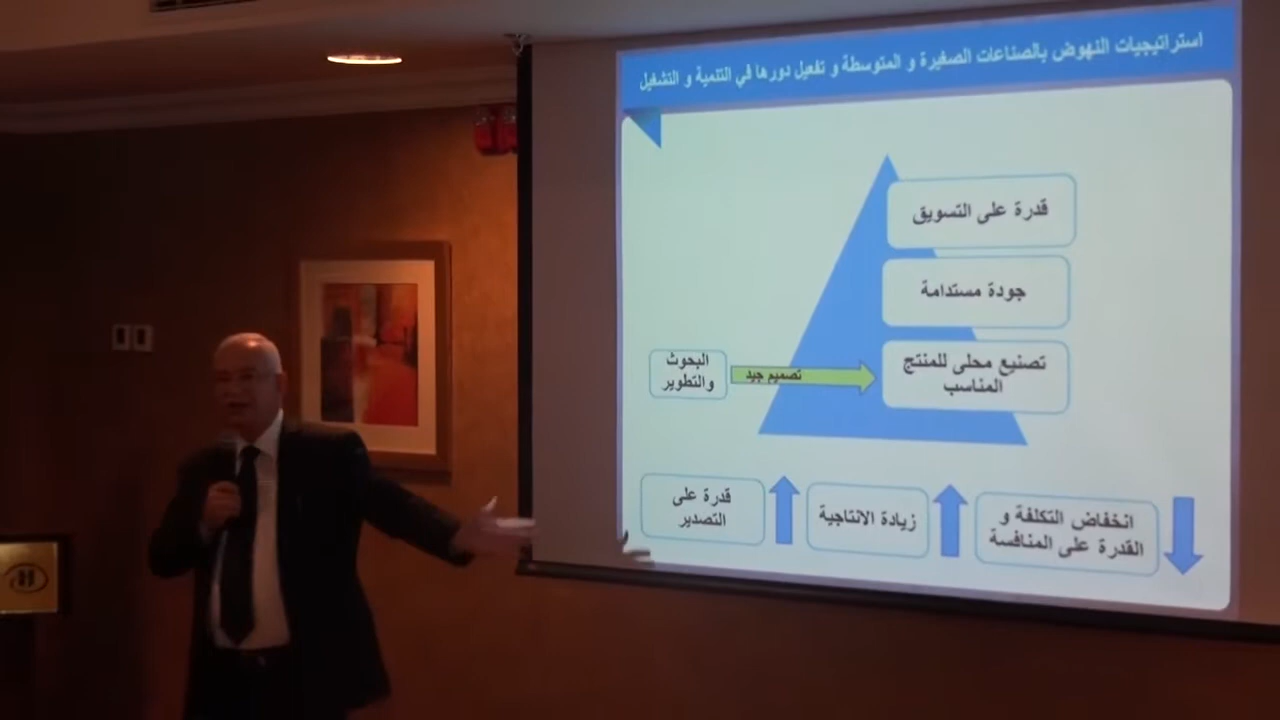 استراتيجيات النهوض بالصناعات الصغيرة و المتوسطة و تفعيل دورها في التنمية و التشغيل
قدرة على التسويق
جودة مستدامة
تصنيع محلى للمنتج
المناسب
تصميم جيد
البحوث
والتطوير
انخفاض التكلفة و
القدرة على المنافسة
زيادة الانتاجية
قدرة على
التصدير